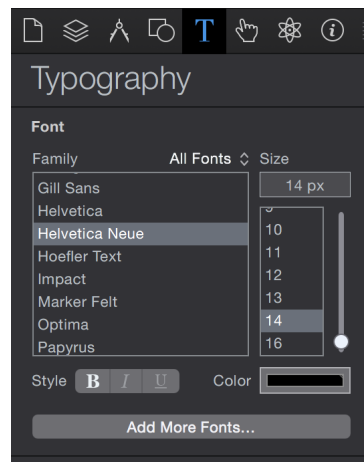 T i
Typography
Font
Family All Fonts Size
14 px
Gill Sans
Helvetica
Helvetica Neue
Hoefler Text
Impact
Marker Felt
Optima
Papyrus
9
10
11
12
13
14
16
Style B I U Color
Add More Fonts...